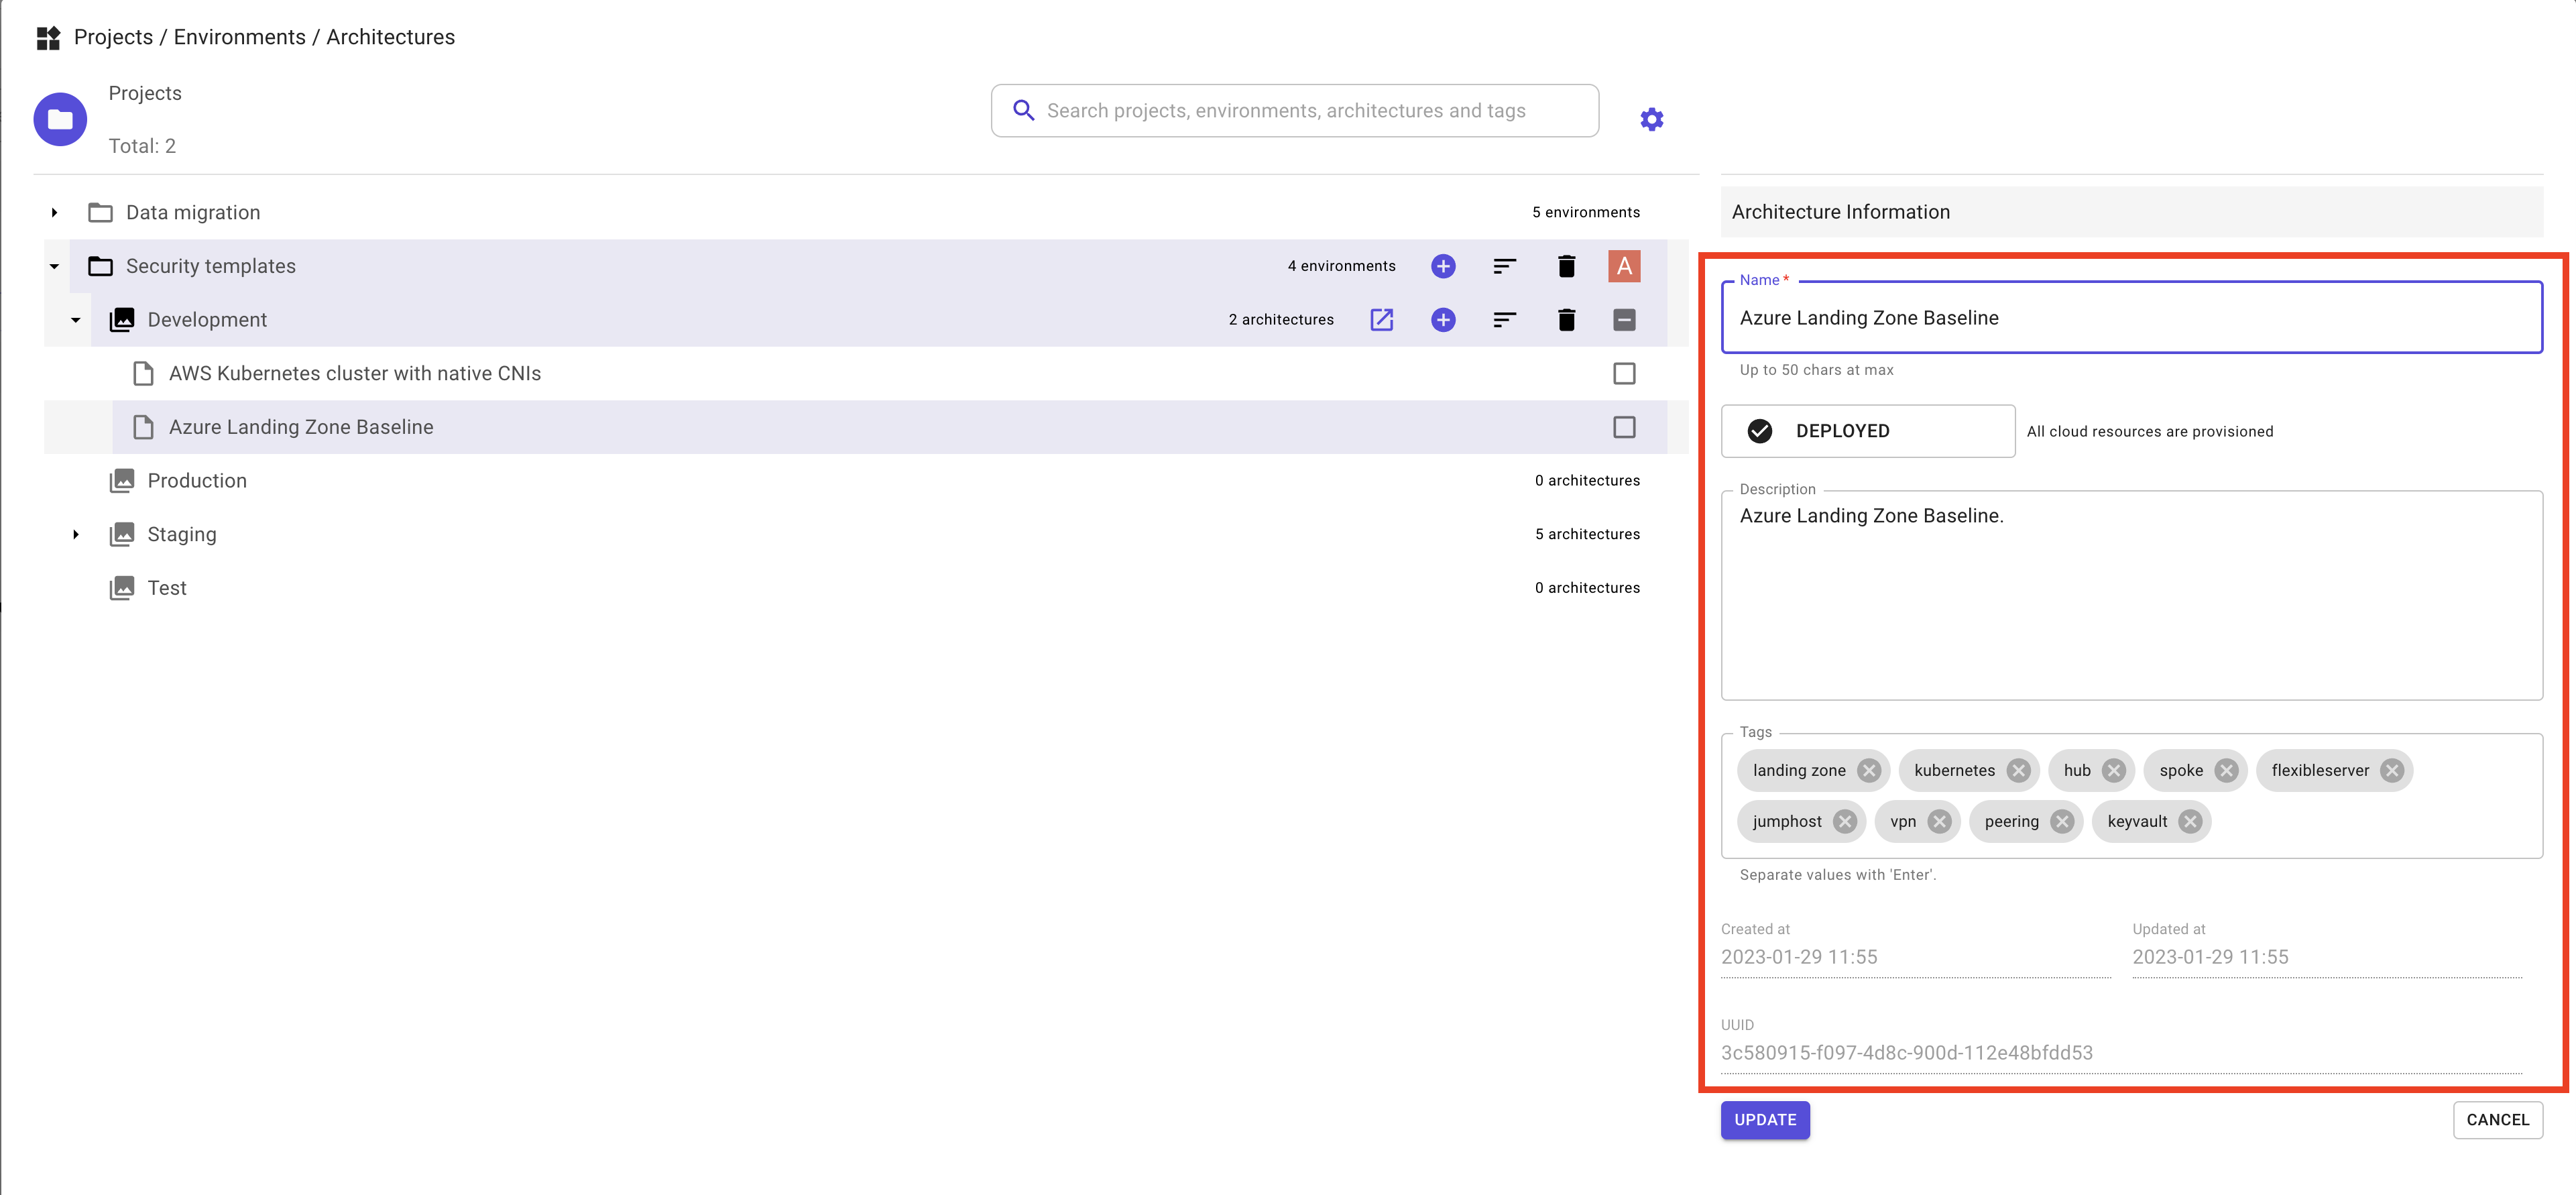 Projects / Environments / Architectures
Projects
Total: 2
Search projects, environments, architectures and tags
Data migration 5 environments
Security templates 4 environments A
Development 2 architectures
AWS Kubernetes cluster with native CNIs
Azure Landing Zone Baseline
Production 0 architectures
Staging 5 architectures
Test 0 architectures
Architecture Information
Name *
Azure Landing Zone Baseline
Up to 50 chars at max
DEPLOYED All cloud resources are provisioned
Description
Azure Landing Zone Baseline.
Tags
landing zone kubernetes hub spoke flexibleserver
jumphost vpn peering keyvault
Separate values with 'Enter'.
Created at Updated at
2023-01-29 11:55 2023-01-29 11:55
UUID
3c580915-f097-4d8c-900d-112e48bfdd53
UPDATE CANCEL